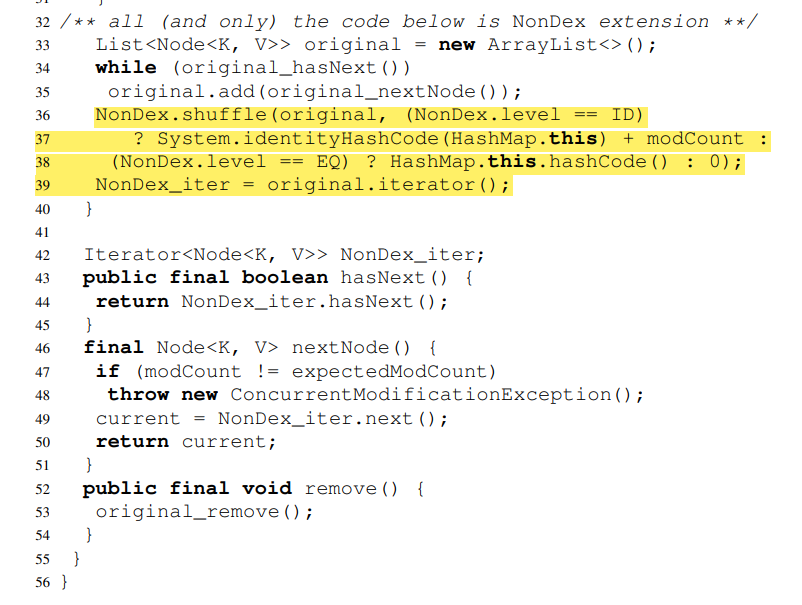 32 /** all (and only) the code below is NonDex extension **/
33 List<Node<K, V>> original = new ArrayList<>();
34 while (original_hasNext())
35 original.add(original_nextNode());
36 NonDex.shuffle(original, (NonDex.level == ID)
37 ? System.identityHashCode(HashMap.this) + modCount :
38 (NonDex.level == EQ) ? HashMap.this.hashCode() : 0);
39 NonDex_iter = original.iterator();
40 }
41
42 Iterator<Node<K, V>> NonDex_iter;
43 public final boolean hasNext() {
44 return NonDex_iter.hasNext();
45 }
46 final Node<K, V> nextNode() {
47 if (modCount != expectedModCount)
48 throw new ConcurrentModificationException();
49 current = NonDex_iter.next();
50 return current;
51 }
52 public final void remove() {
53 original_remove();
54 }
55 }
56 }